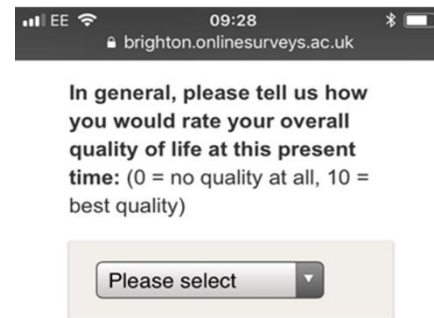 EE 09:28
brighton.onlinesurveys.ac.uk
In general, please tell us how
you would rate your overall
quality of life at this present
time: (0 = no quality at all, 10 =
best quality)
Please select